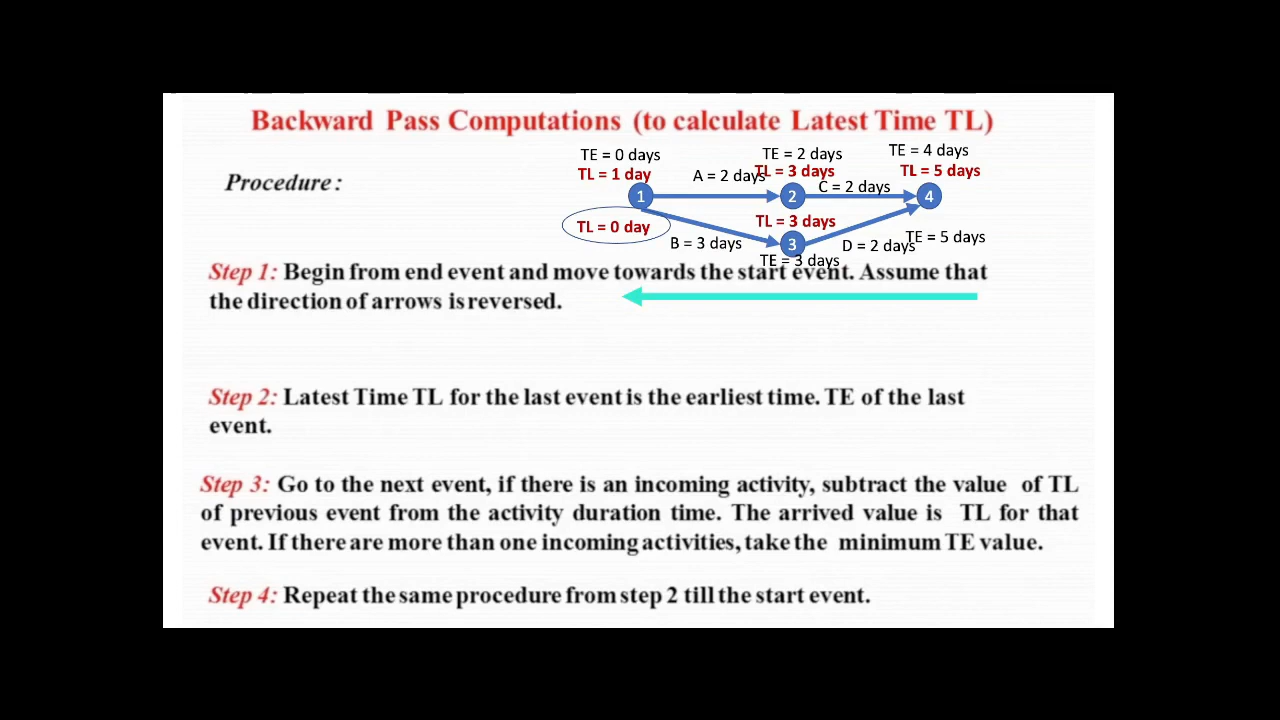 Backward Pass Computations (to calculate Latest Time TL)
Procedure:
TE = 0 days
TL = 1 day
1
TL = 0 day
A = 2 days
B = 3 days
TE = 2 days
TL = 3 days
2
TL = 3 days
3
TE = 3 days
C = 2 days
D = 2 days
TE = 4 days
TL = 5 days
4
TE = 5 days
Step 1: Begin from end event and move towards the start event. Assume that
the direction of arrows is reversed.
Step 2: Latest Time TL for the last event is the earliest time. TE of the last
event.
Step 3: Go to the next event, if there is an incoming activity, subtract the value of TL
of previous event from the activity duration time. The arrived value is TL for that
event. If there are more than one incoming activities, take the minimum TE value.
Step 4: Repeat the same procedure from step 2 till the start event.